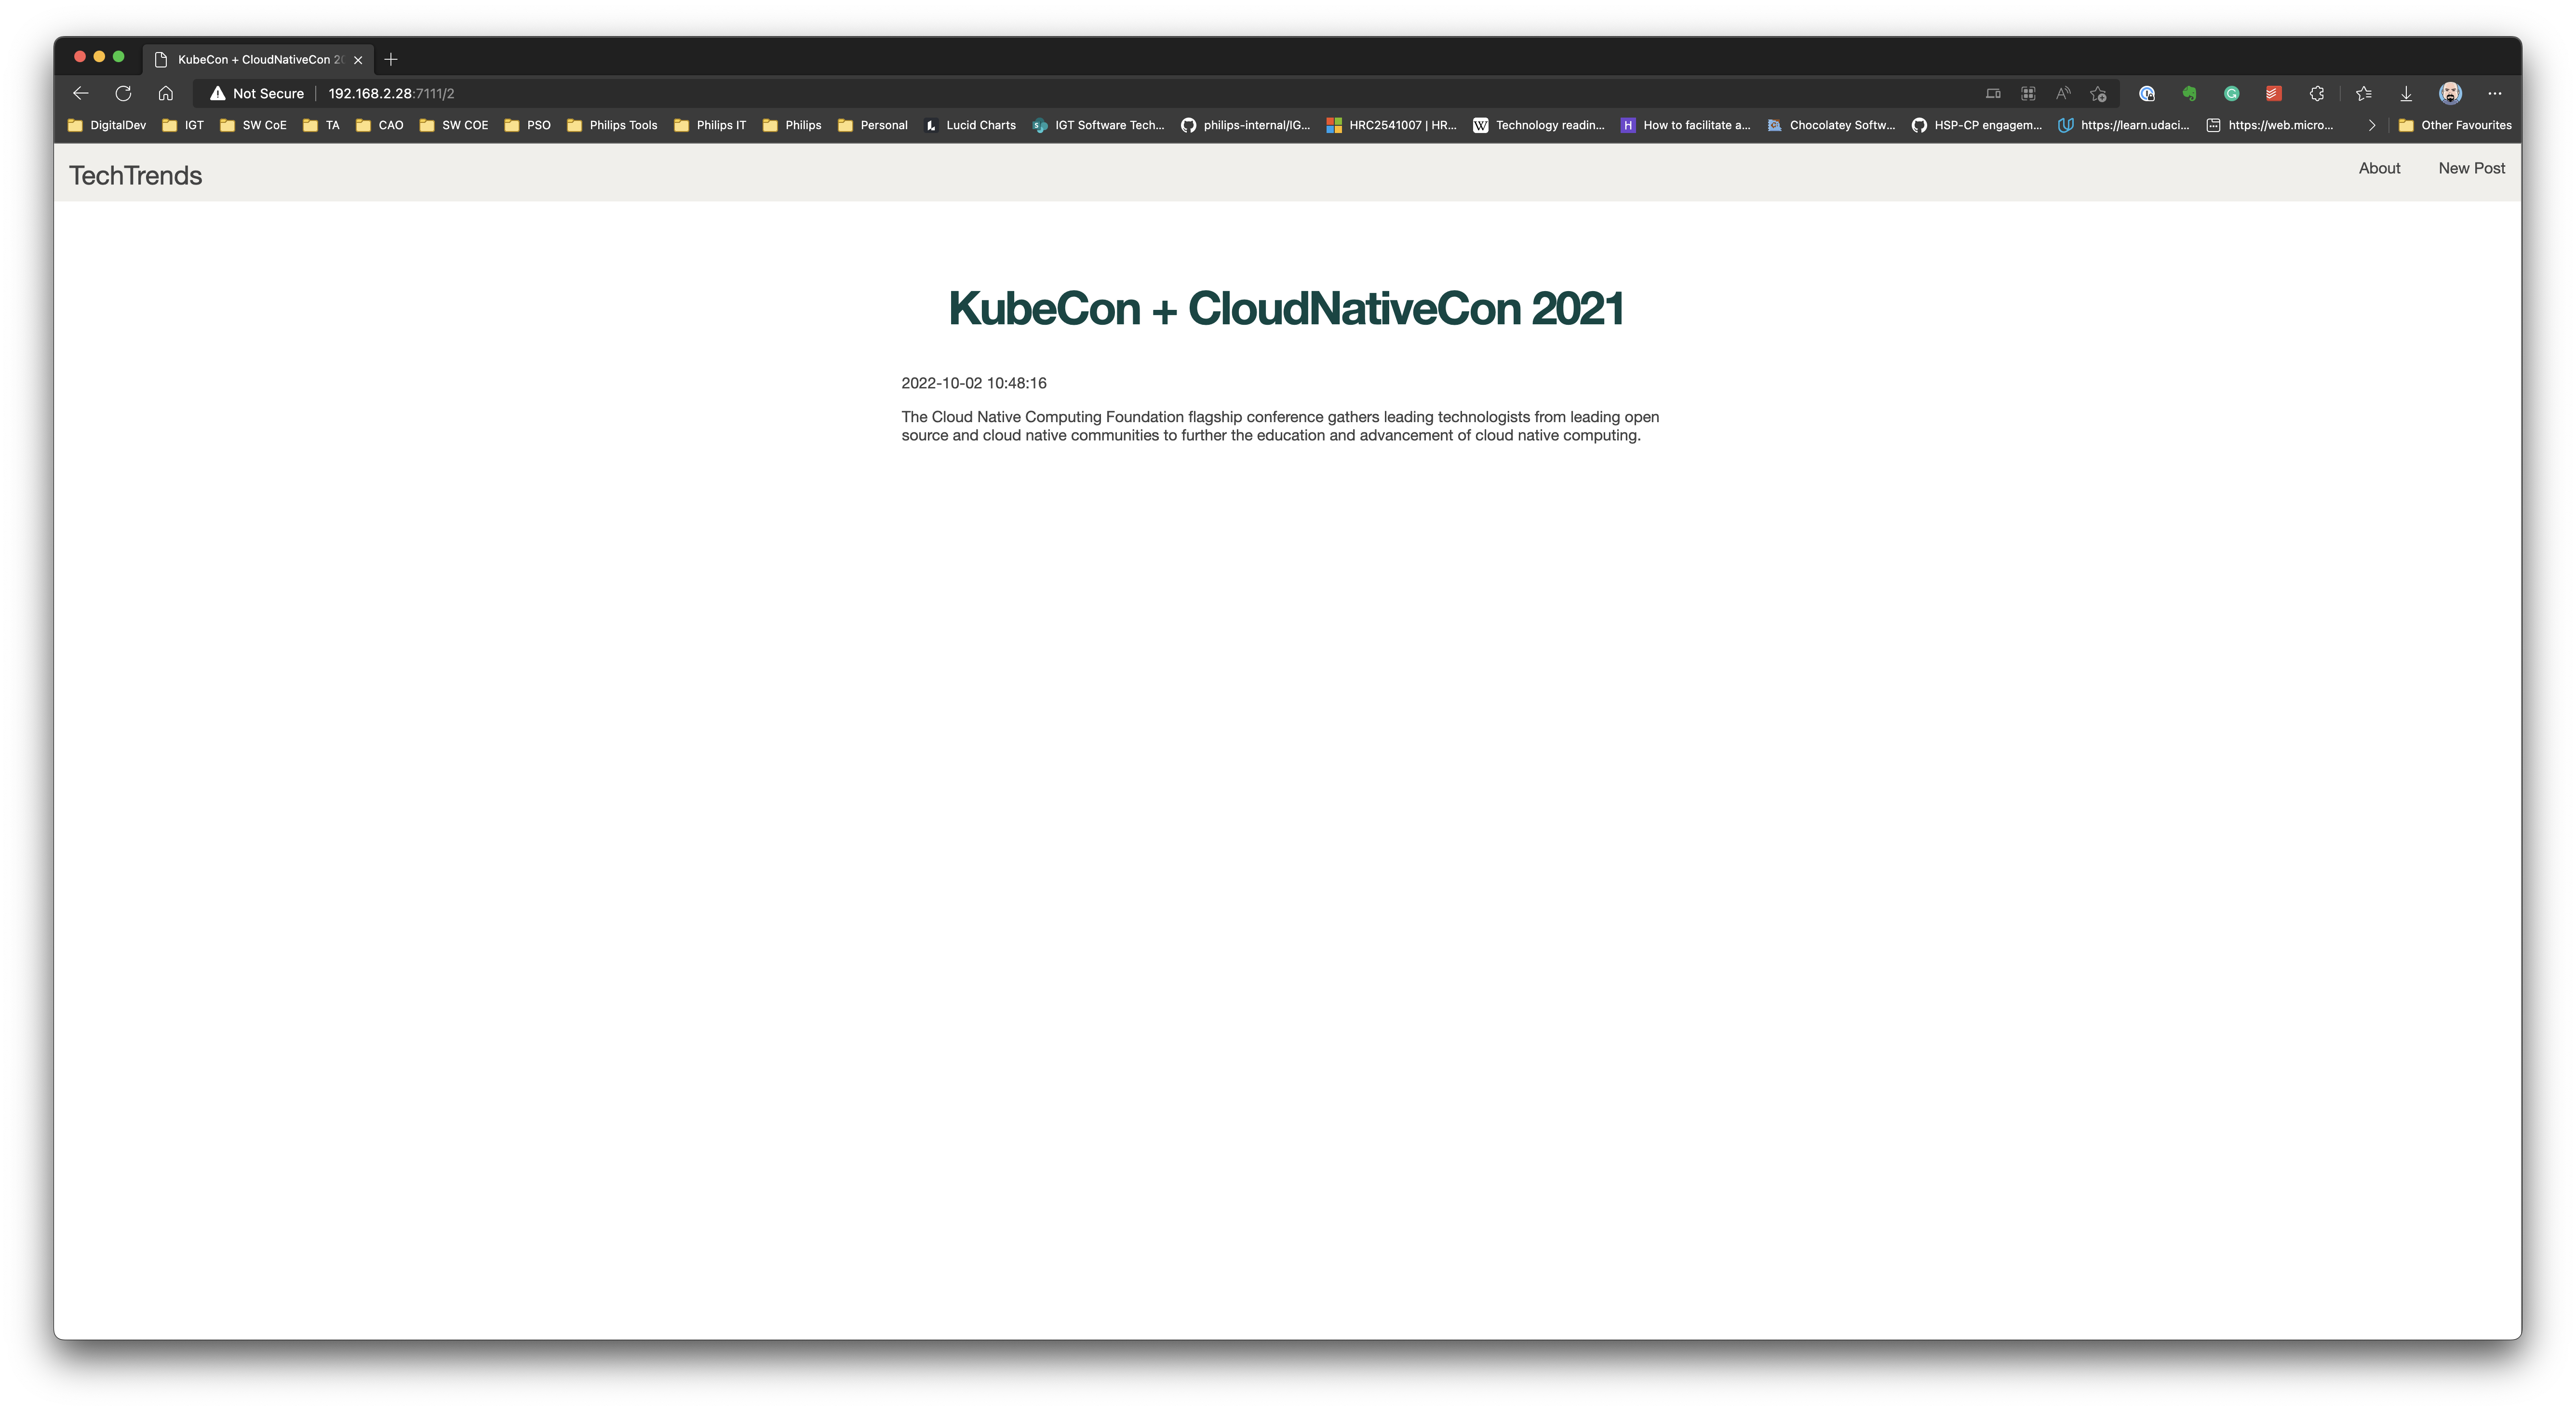 KubeCon + CloudNativeCon 20
Not Secure 192.168.2.28:7111/2
DigitalDev IGT SW CoE TA CAO SW COE PSO Philips Tools Philips IT Philips Personal Lucid Charts IGT Software Tech... philips-internal/IG... HRC2541007 | HR... Technology readin... How to facilitate a... Chocolatey Softw... HSP-CP engagem... https://learn.udaci... https://web.micro... Other Favourites
TechTrends About New Post
KubeCon + CloudNativeCon 2021
2022-10-02 10:48:16
The Cloud Native Computing Foundation flagship conference gathers leading technologists from leading open
source and cloud native communities to further the education and advancement of cloud native computing.